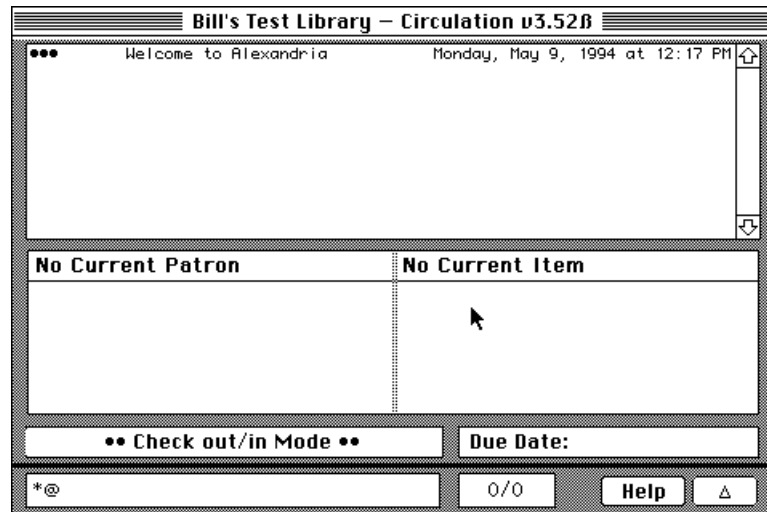 Bill's Test Library – Circulation v3.52ß
●●● Welcome to Alexandria Monday, May 9, 1994 at 12:17 PM
No Current Patron No Current Item
●● Check out/in Mode ●● Due Date:
*@ 0/0 Help △